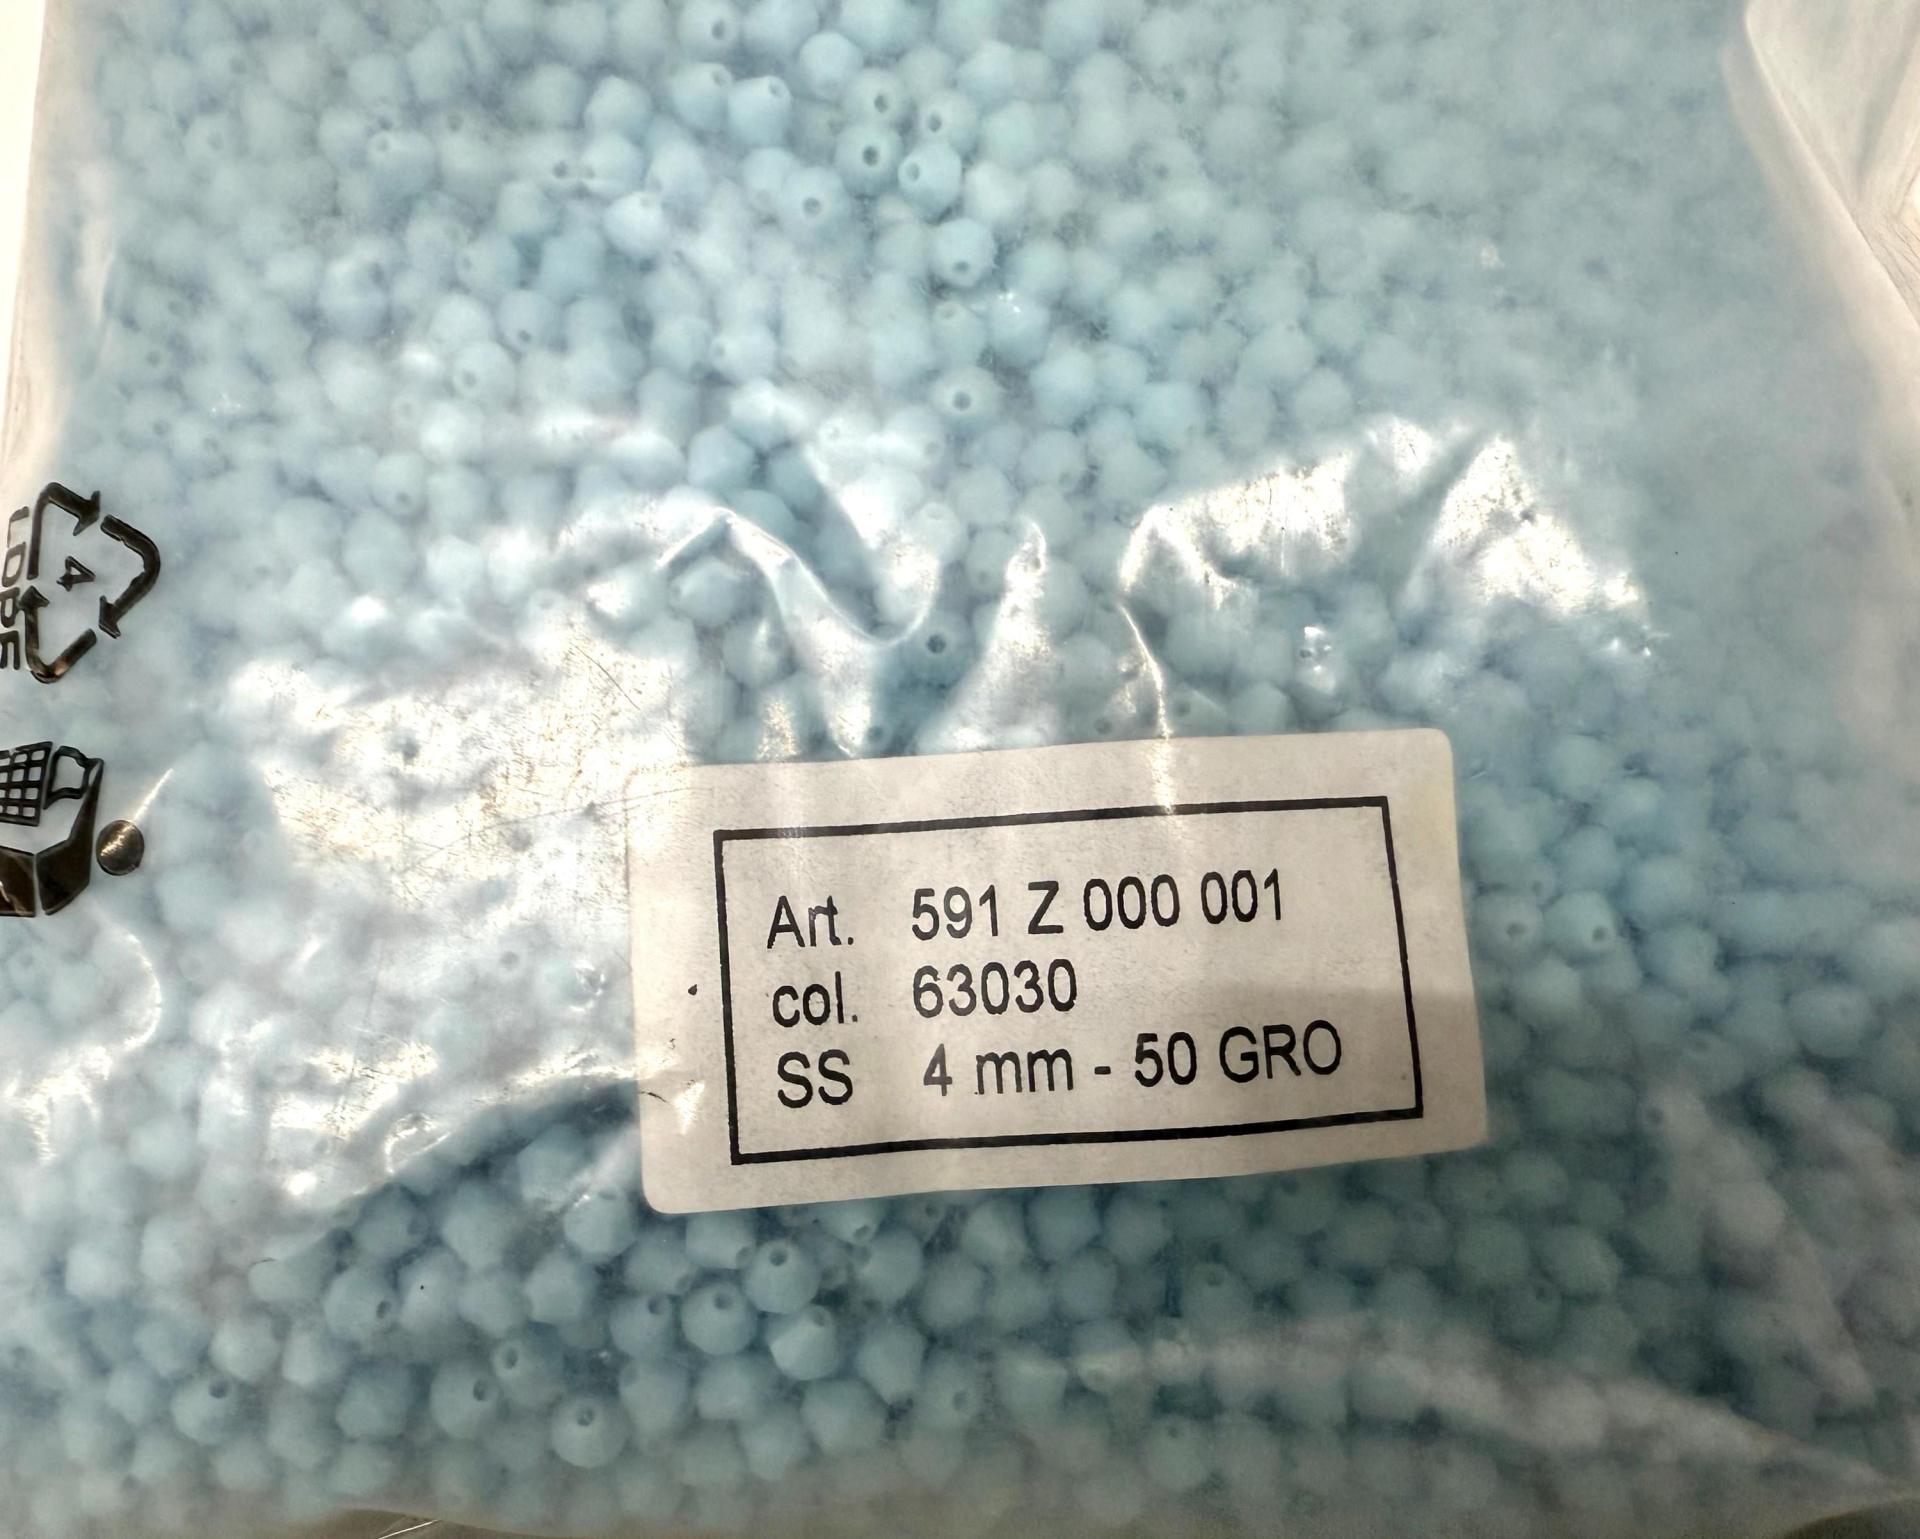 4
LDPE
Art. 591 Z 000 001
col. 63030
SS 4 mm - 50 GRO